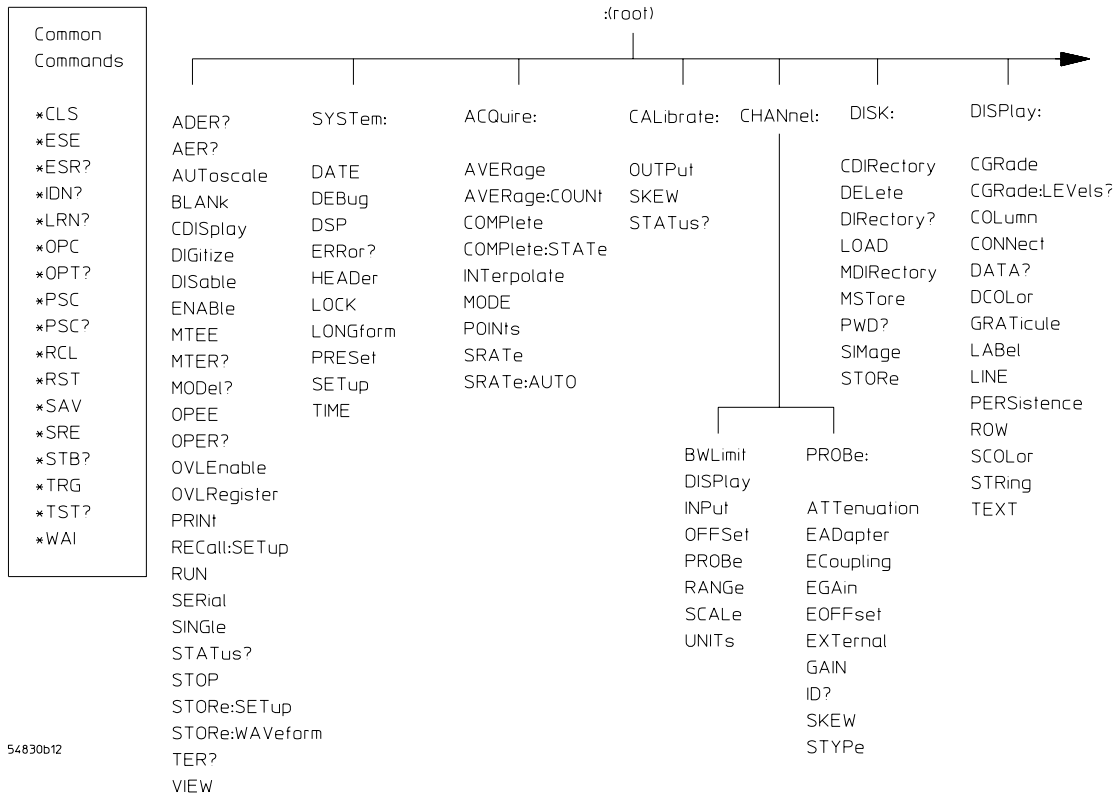 :(root)
Common
Commands
*CLS
*ESE
*ESR?
*IDN?
*LRN?
*OPC
*OPT?
*PSC
*PSC?
*RCL
*RST
*SAV
*SRE
*STB?
*TRG
*TST?
*WAI
ADER?
AER?
AUToscale
BLANk
CDISplay
DIGitize
DISable
ENABle
MTEE
MTER?
MODel?
OPEE
OPER?
OVLEnable
OVLRegister
PRINt
RECall:SETup
RUN
SERial
SINGle
STATus?
STOP
STORe:SETup
STORe:WAVeform
TER?
VIEW
SYSTem:
DATE
DEBug
DSP
ERRor?
HEADer
LOCK
LONGform
PRESet
SETup
TIME
ACQuire:
AVERage
AVERage:COUNt
COMPlete
COMPlete:STATe
INTerpolate
MODE
POINts
SRATe
SRATe:AUTO
CALibrate:
OUTPut
SKEW
STATus?
CHANnel:
BWLimit
DISPlay
INPut
OFFSet
PROBe
RANGe
SCALe
UNITs
PROBe:
ATTenuation
EADapter
ECoupling
EGAin
EOFFset
EXTernal
GAIN
ID?
SKEW
STYPe
DISK:
CDIRectory
DELete
DIRectory?
LOAD
MDIRectory
MSTore
PWD?
SIMage
STORe
DISPlay:
CGRade
CGRade:LEVels?
COLumn
CONNect
DATA?
DCOLor
GRATicule
LABel
LINE
PERSistence
ROW
SCOLor
STRing
TEXT
54830b12